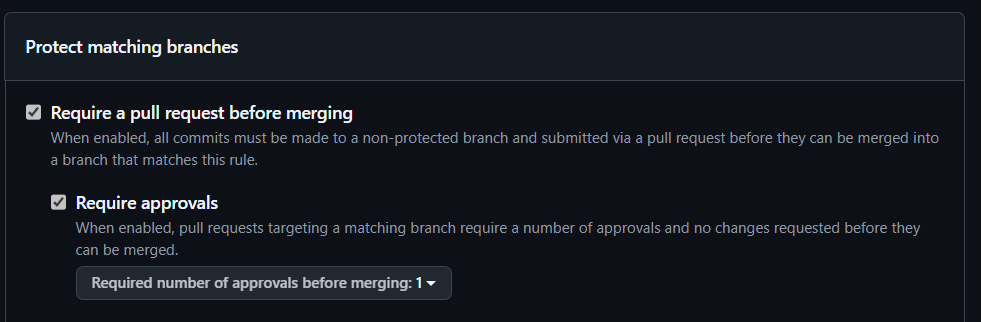 Protect matching branches
Require a pull request before merging
When enabled, all commits must be made to a non-protected branch and submitted via a pull request before they can be merged into
a branch that matches this rule.
Require approvals
When enabled, pull requests targeting a matching branch require a number of approvals and no changes requested before they
can be merged.
Required number of approvals before merging: 1